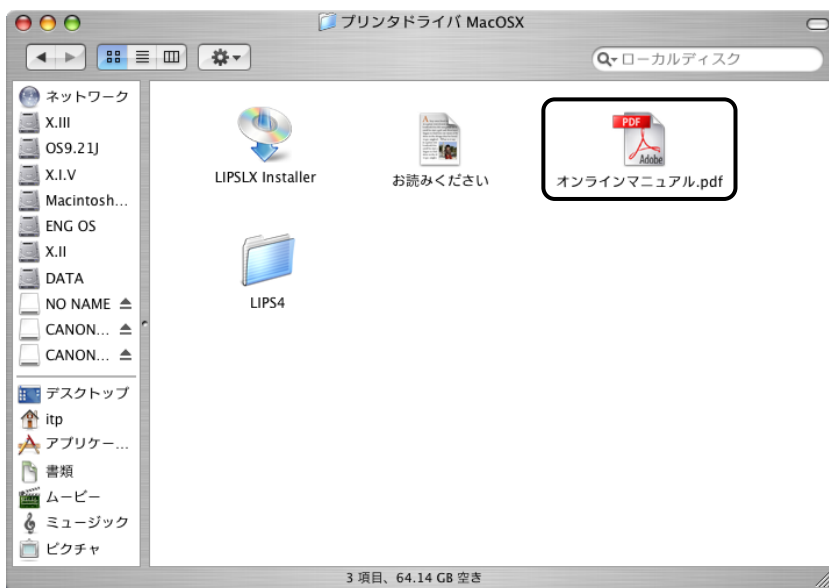 プリンタドライバ MacOSX
ローカルディスク
ネットワーク
X.III
OS9.21J
X.I.V
Macintosh...
ENG OS
X.II
DATA
NO NAME
CANON...
CANON...
デスクトップ
itp
アプリケー...
書類
ムービー
ミュージック
ピクチャ
LIPSLX Installer
お読みください
PDF
Adobe
オンラインマニュアル.pdf
LIPS4
3 項目、64.14 GB 空き